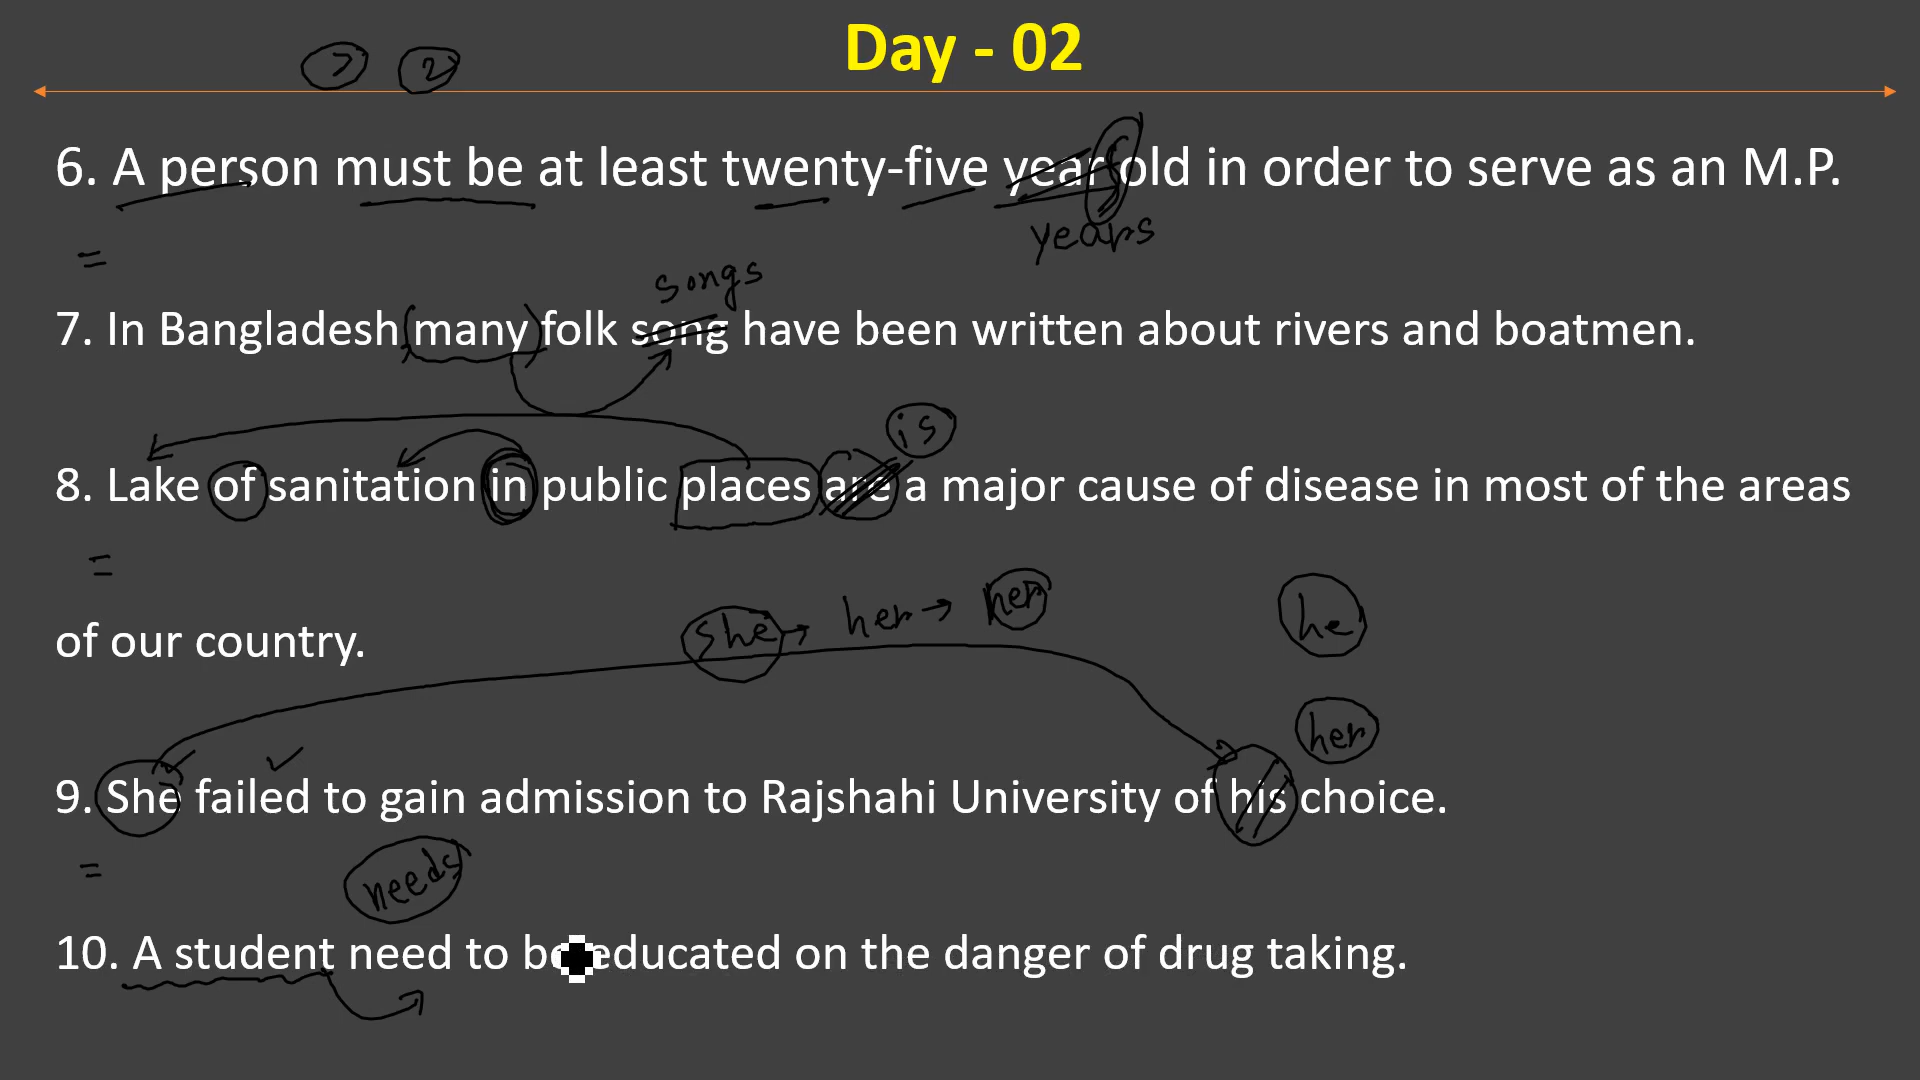 Day - 02
2
6. A person must be at least twenty-five year old in order to serve as an M.P.
=
years
songs
7. In Bangladesh (many) folk song have been written about rivers and boatmen.
is
8. Lake of sanitation in public places are a major cause of disease in most of the areas
=
she → her → her
he
of our country.
her
9. She failed to gain admission to Rajshahi University of his choice.
=
needs
10. A student need to be educated on the danger of drug taking.